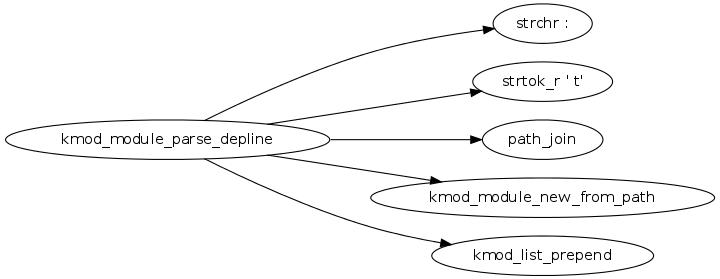 strchr :
strtok_r ' t'
kmod_module_parse_depline
path_join
kmod_module_new_from_path
kmod_list_prepend